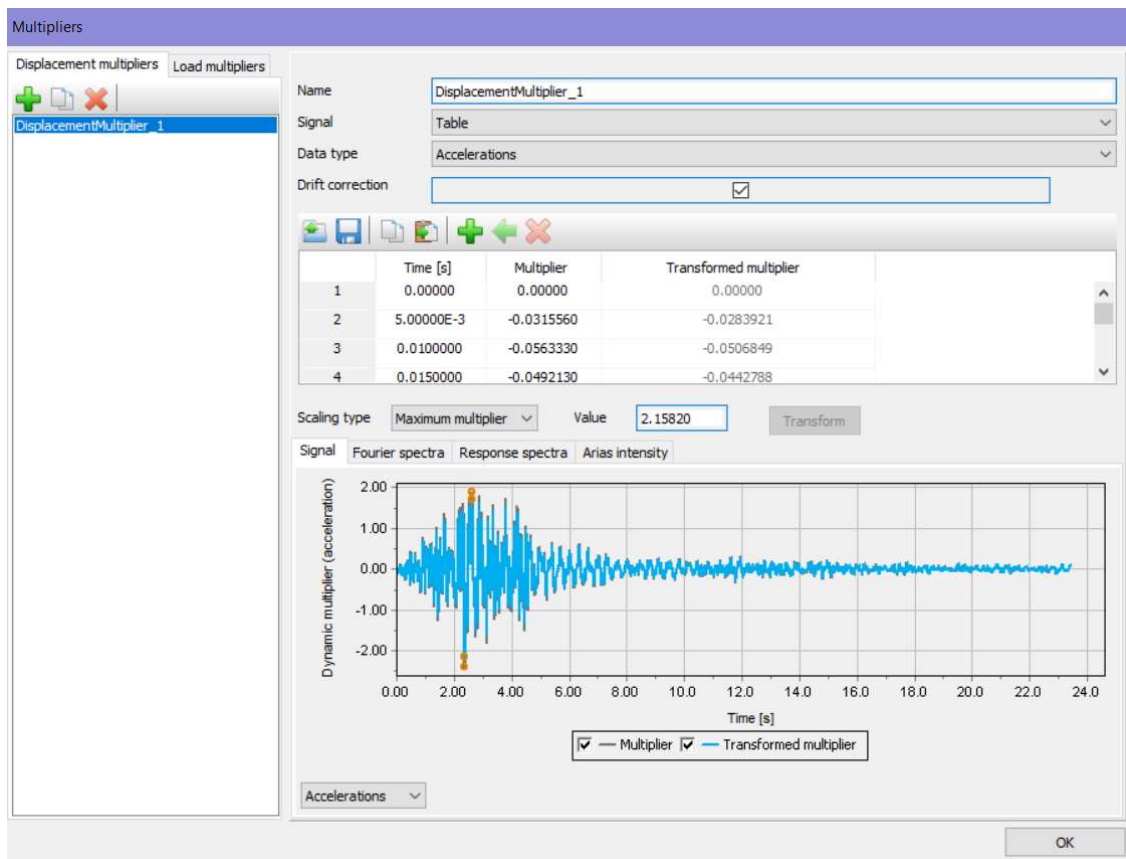 Multipliers
Displacement multipliers Load multipliers
DisplacementMultiplier_1
Name DisplacementMultiplier_1
Signal Table
Data type Accelerations
Drift correction
Time [s] Multiplier Transformed multiplier
1 0.00000 0.00000 0.00000
2 5.00000E-3 -0.0315560 -0.0283921
3 0.0100000 -0.0563330 -0.0506849
4 0.0150000 -0.0492130 -0.0442788
Scaling type Maximum multiplier Value 2.15820 Transform
Signal Fourier spectra Response spectra Arias intensity
Dynamic multiplier (acceleration)
2.00
1.00
0.00
-1.00
-2.00
0.00 2.00 4.00 6.00 8.00 10.0 12.0 14.0 16.0 18.0 20.0 22.0 24.0
Time [s]
Multiplier Transformed multiplier
Accelerations
OK